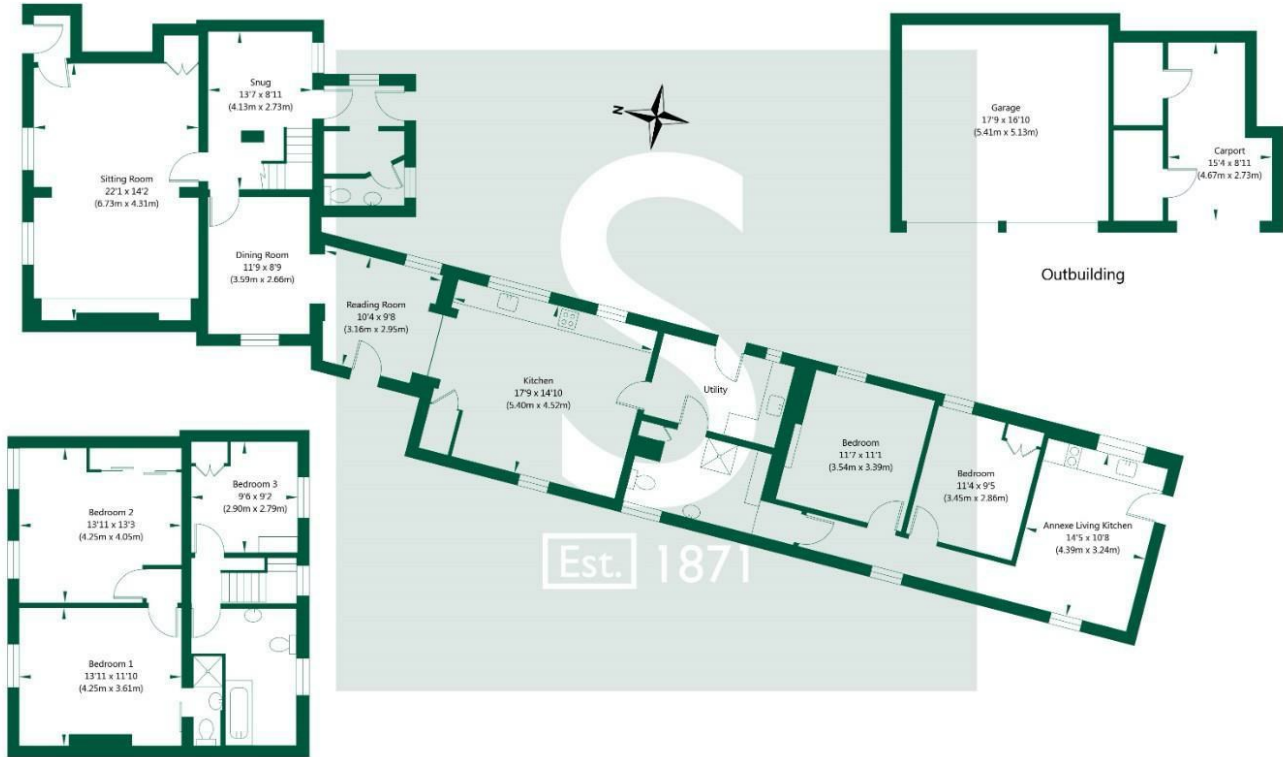 Snug
13'7 x 8'11
(4.13m x 2.73m)
N
Garage
17'9 x 16'10
(5.41m x 5.13m)
Carport
15'4 x 8'11
(4.67m x 2.73m)
Sitting Room
22'1 x 14'2
(6.73m x 4.31m)
Outbuilding
Dining Room
11'9 x 8'9
(3.59m x 2.66m)
Reading Room
10'4 x 9'8
(3.16m x 2.95m)
Kitchen
17'9 x 14'10
(5.40m x 4.52m)
Utility
Bedroom
11'7 x 11'1
(3.54m x 3.39m)
Bedroom
11'4 x 9'5
(3.45m x 2.86m)
Annexe Living Kitchen
14'5 x 10'8
(4.39m x 3.24m)
Bedroom 2
13'11 x 13'3
(4.25m x 4.05m)
Bedroom 3
9'6 x 9'2
(2.90m x 2.79m)
Bedroom 1
13'11 x 11'10
(4.25m x 3.61m)
S
Est. 1871